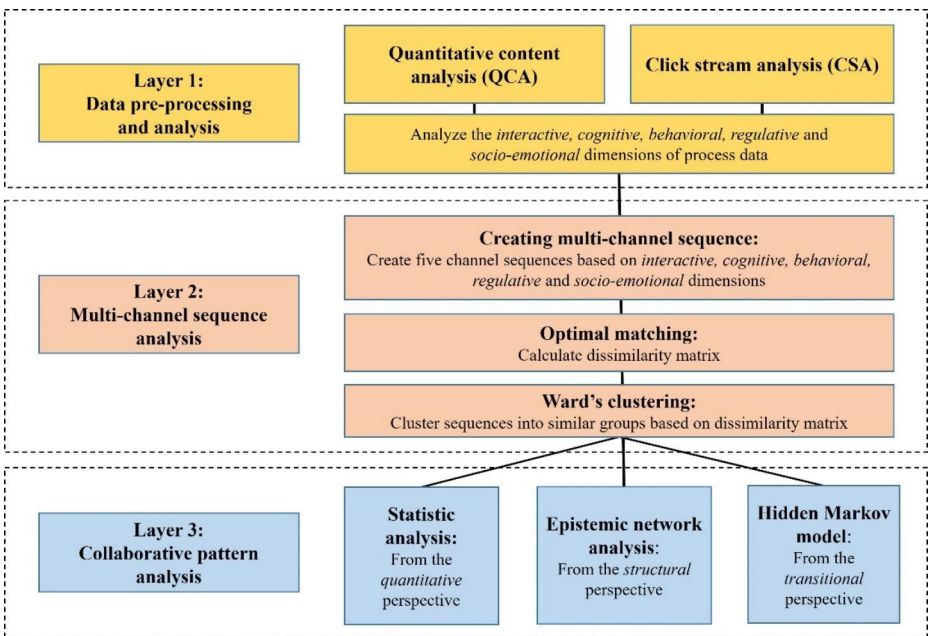 Layer 1:
Data pre-processing
and analysis
Quantitative content
analysis (QCA)
Click stream analysis (CSA)
Analyze the interactive, cognitive, behavioral, regulative and
socio-emotional dimensions of process data
Layer 2:
Multi-channel sequence
analysis
Creating multi-channel sequence:
Create five channel sequences based on interactive, cognitive, behavioral,
regulative and socio-emotional dimensions
Optimal matching:
Calculate dissimilarity matrix
Ward's clustering:
Cluster sequences into similar groups based on dissimilarity matrix
Layer 3:
Collaborative pattern
analysis
Statistic
analysis:
From the
quantitative
perspective
Epistemic network
analysis:
From the structural
perspective
Hidden Markov
model:
From the
transitional
perspective